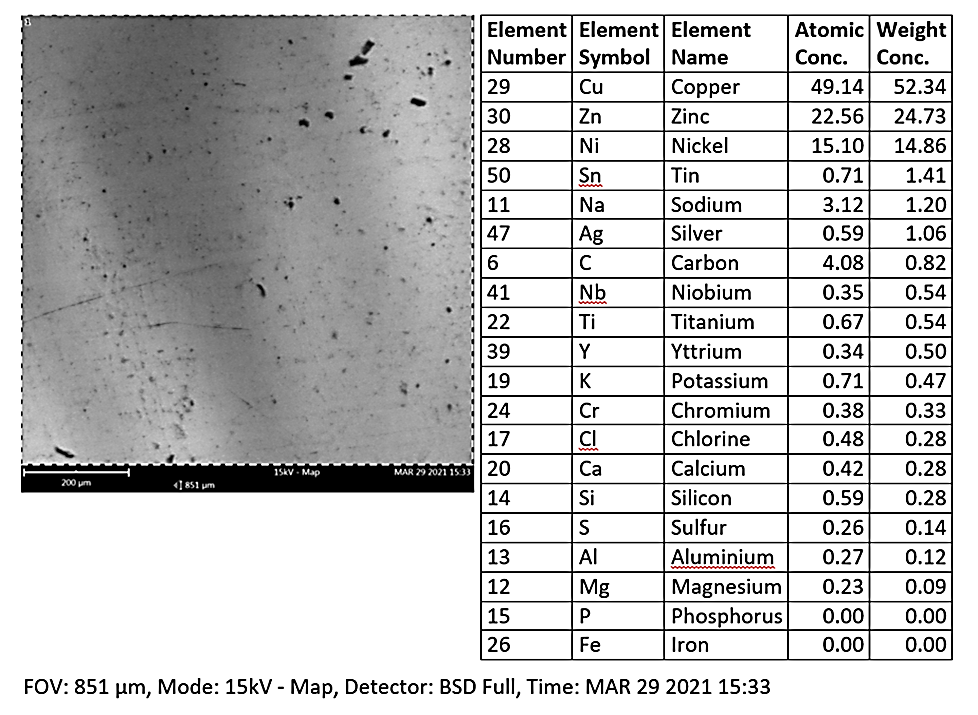 Element Number Element Symbol Element Name Atomic Conc. Weight Conc.
29 Cu Copper 49.14 52.34
30 Zn Zinc 22.56 24.73
28 Ni Nickel 15.10 14.86
50 Sn Tin 0.71 1.41
11 Na Sodium 3.12 1.20
47 Ag Silver 0.59 1.06
6 C Carbon 4.08 0.82
41 Nb Niobium 0.35 0.54
22 Ti Titanium 0.67 0.54
39 Y Yttrium 0.34 0.50
19 K Potassium 0.71 0.47
24 Cr Chromium 0.38 0.33
17 Cl Chlorine 0.48 0.28
20 Ca Calcium 0.42 0.28
14 Si Silicon 0.59 0.28
16 S Sulfur 0.26 0.14
13 Al Aluminium 0.27 0.12
12 Mg Magnesium 0.23 0.09
15 P Phosphorus 0.00 0.00
26 Fe Iron 0.00 0.00
15kV - Map MAR 29 2021 15:33
200 µm 851 µm
FOV: 851 µm, Mode: 15kV - Map, Detector: BSD Full, Time: MAR 29 2021 15:33